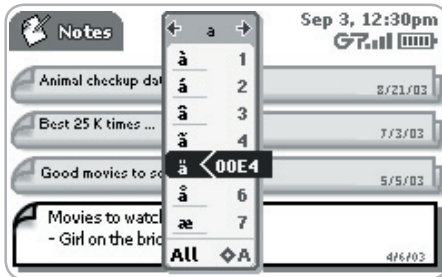 Notes
Sep 3, 12:30pm
G
Animal checkup dat
8/21/03
Best 25 K times ...
7/3/03
Good movies to se
5/5/03
Movies to watch
- Girl on the bric
4/6/03
a
à 1
á 2
â 3
ã 4
ä 00E4
å 6
æ 7
All A